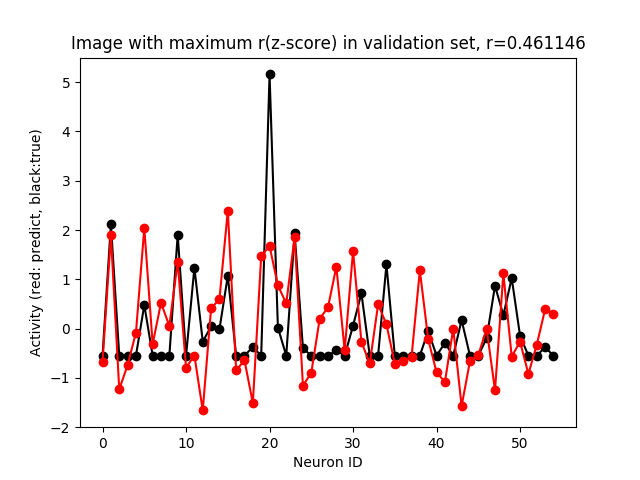 Image with maximum r(z-score) in validation set, r=0.461146
Activity (red: predict, black:true)
5
4
3
2
1
0
−1
−2
0 10 20 30 40 50
Neuron ID